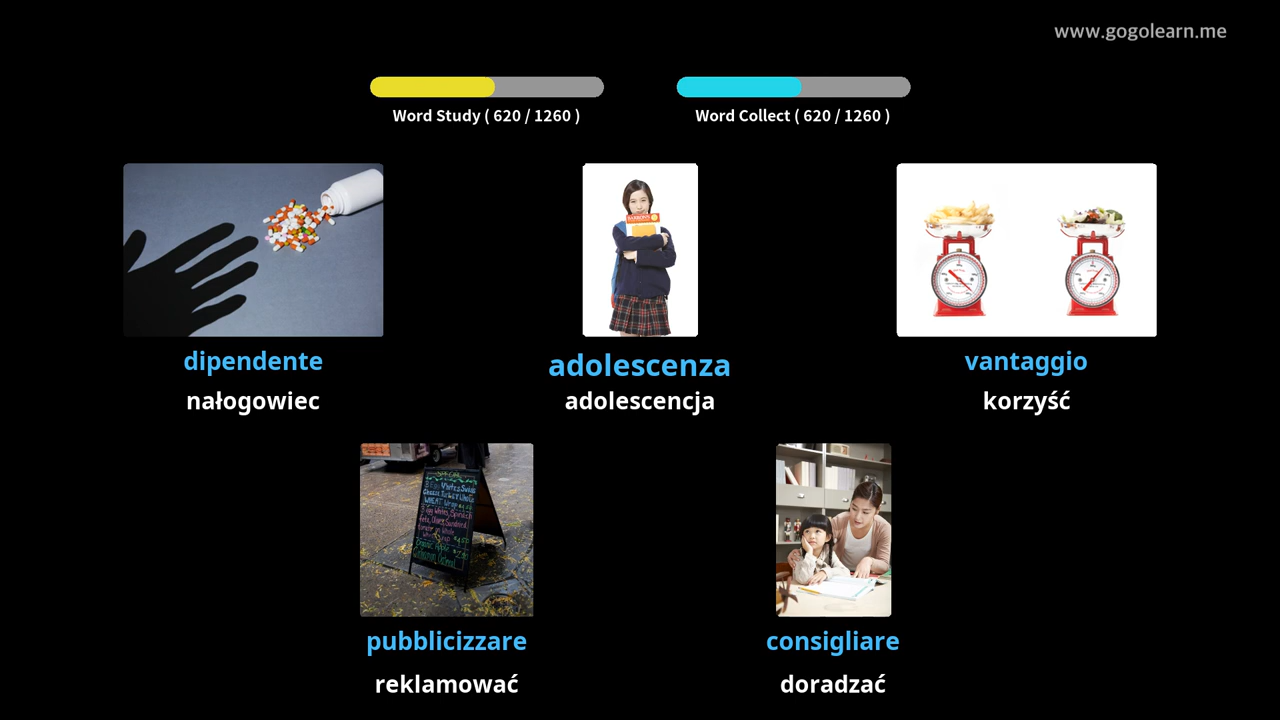 www.gogolearn.me
Word Study ( 620 / 1260 )
Word Collect ( 620 / 1260 )
BARRON'S
dipendente
nałogowiec
adolescenza
adolescencja
vantaggio
korzyść
pubblicizzare
reklamować
consigliare
doradzać